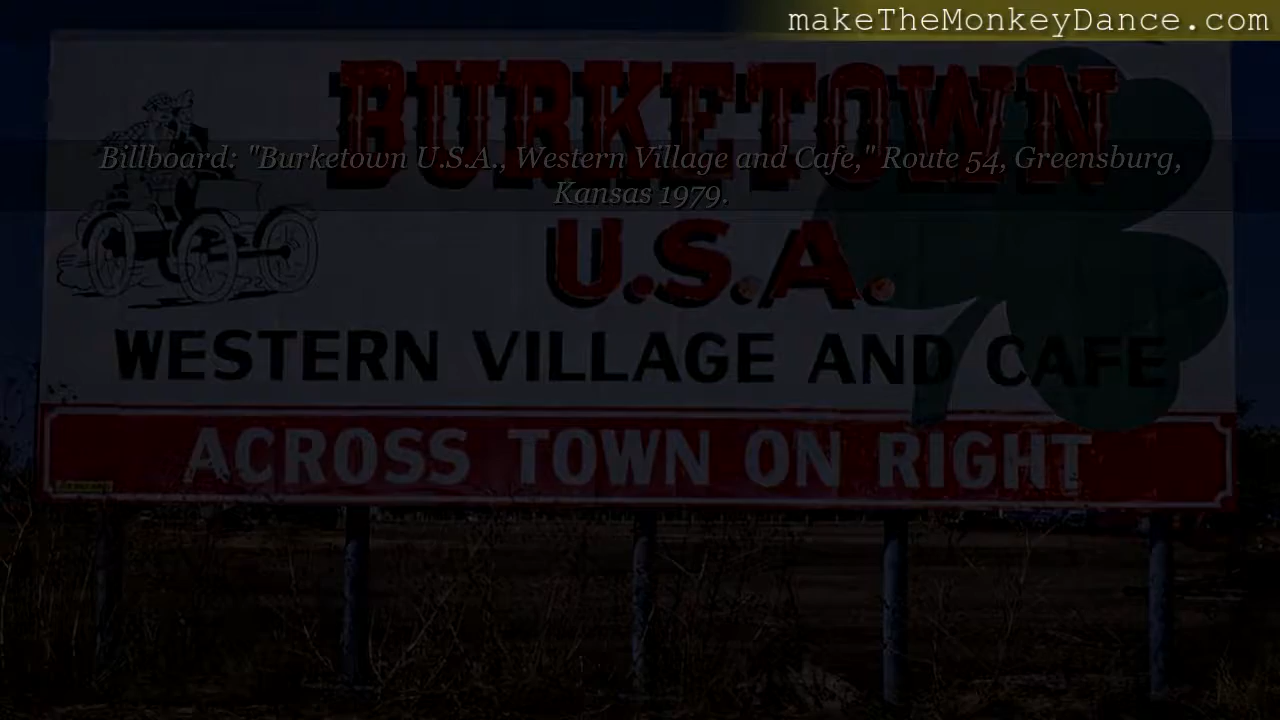 makeTheMonkeyDance.com
BURKETOWN
Billboard: "Burketown U.S.A., Western Village and Cafe," Route 54, Greensburg,
Kansas 1979.
U.S.A.
WESTERN VILLAGE AND CAFE
ACROSS TOWN ON RIGHT